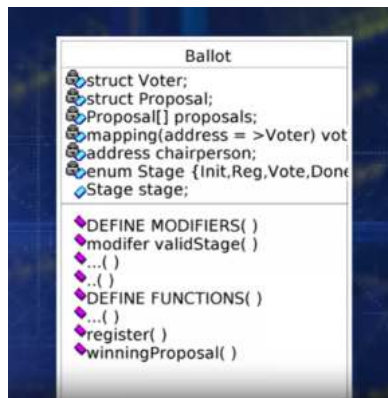 Ballot
struct Voter;
struct Proposal;
Proposal[] proposals;
mapping(address = >Voter) vot
address chairperson;
enum Stage {Init,Reg,Vote,Done
Stage stage;
DEFINE MODIFIERS( )
modifer validStage( )
...( )
..( )
DEFINE FUNCTIONS( )
...( )
register( )
winningProposal( )